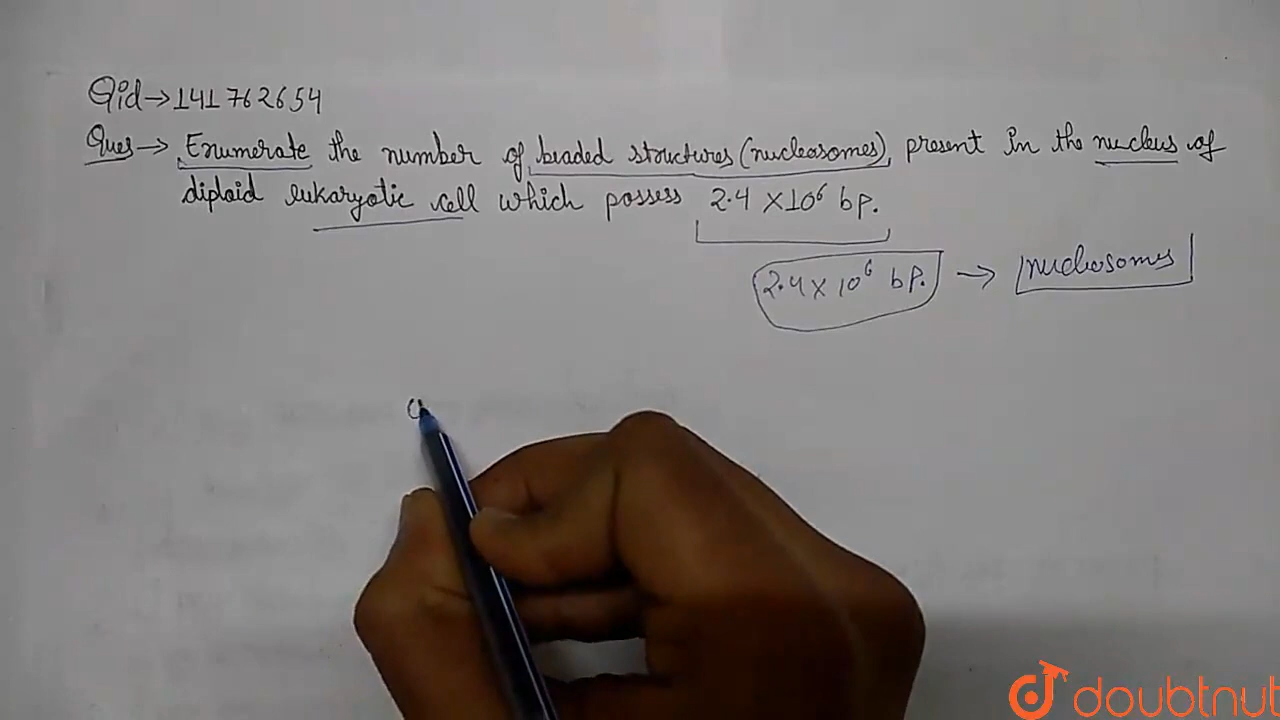 Qid→141762654
Ques→ Enumerate the number of beaded structures (nucleosomes), present in the nucleus of
diploid eukaryotic cell which possess 2.4 X10⁶ bp.
2.4 X 10⁶ bp. → nucleosomes
doubtnut